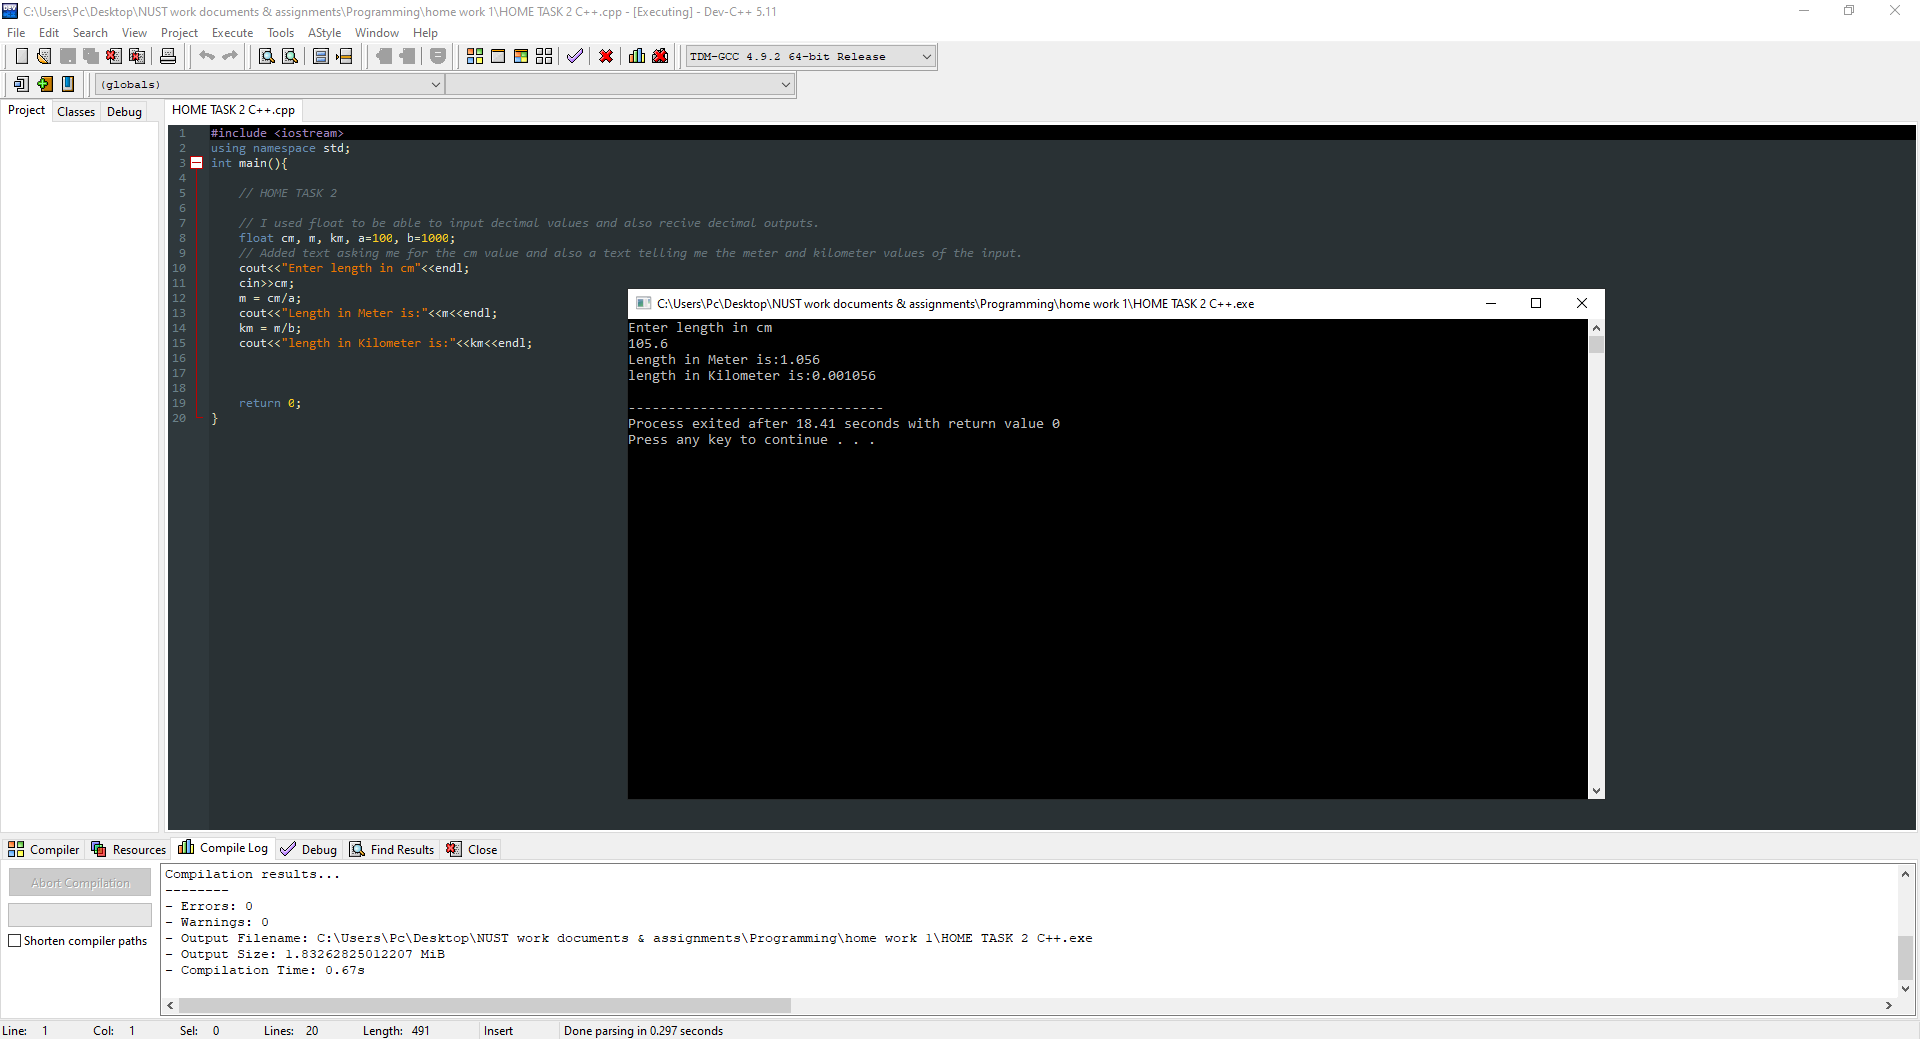 C:\Users\Pc\Desktop\NUST work documents & assignments\Programming\home work 1\HOME TASK 2 C++.cpp - [Executing] - Dev-C++ 5.11
File Edit Search View Project Execute Tools AStyle Window Help
TDM-GCC 4.9.2 64-bit Release
(globals)
Project Classes Debug
HOME TASK 2 C++.cpp
1 #include <iostream>
2 using namespace std;
3 int main(){
4
5 // HOME TASK 2
6
7 // I used float to be able to input decimal values and also recive decimal outputs.
8 float cm, m, km, a=100, b=1000;
9 // Added text asking me for the cm value and also a text telling me the meter and kilometer values of the input.
10 cout<<"Enter length in cm"<<endl;
11 cin>>cm;
12 m = cm/a;
13 cout<<"Length in Meter is:"<<m<<endl;
14 km = m/b;
15 cout<<"length in Kilometer is:"<<km<<endl;
16
17
18
19 return 0;
20 }
C:\Users\Pc\Desktop\NUST work documents & assignments\Programming\home work 1\HOME TASK 2 C++.exe
Enter length in cm
105.6
Length in Meter is:1.056
length in Kilometer is:0.001056
--------------------------------
Process exited after 18.41 seconds with return value 0
Press any key to continue . . .
Compiler Resources Compile Log Debug Find Results Close
Abort Compilation
Shorten compiler paths
Compilation results...
--------
- Errors: 0
- Warnings: 0
- Output Filename: C:\Users\Pc\Desktop\NUST work documents & assignments\Programming\home work 1\HOME TASK 2 C++.exe
- Output Size: 1.83262825012207 MiB
- Compilation Time: 0.67s
Line: 1 Col: 1 Sel: 0 Lines: 20 Length: 491 Insert Done parsing in 0.297 seconds